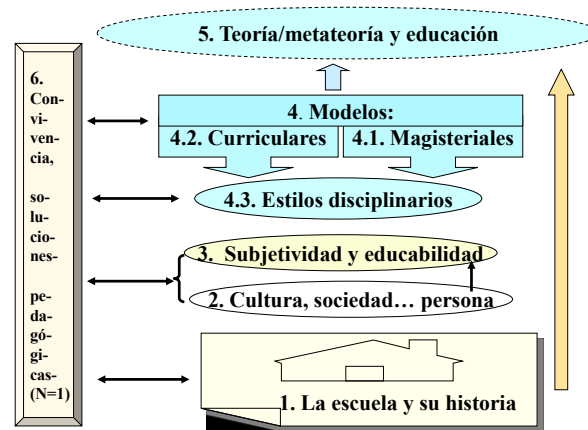 5. Teoría/metateoría y educación
6.
Con-
vi-
ven-
cia,
so-
lu-
cio-
nes-
pe-
da-
gó-
gi-
cas-
(N=1)
4. Modelos:
4.2. Curriculares
4.1. Magisteriales
4.3. Estilos disciplinarios
3. Subjetividad y educabilidad
2. Cultura, sociedad… persona
1. La escuela y su historia